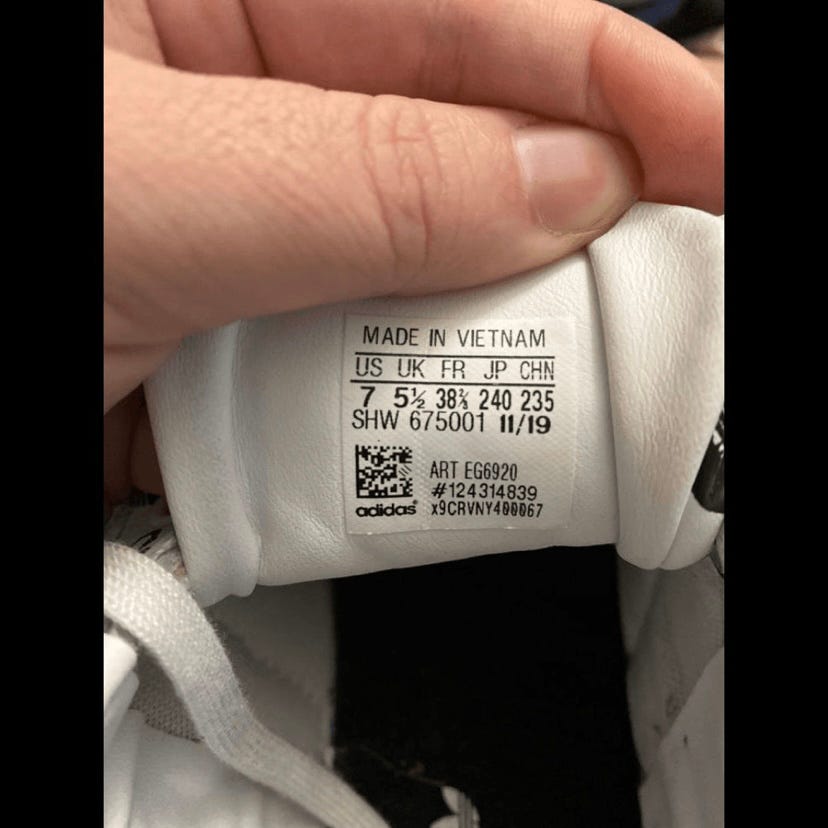 MADE IN VIETNAM
US UK FR JP CHN
7 5½ 38⅔ 240 235
SHW 675001 11/19
ART EG6920
#124314839
adidas® x9CRVNY400067